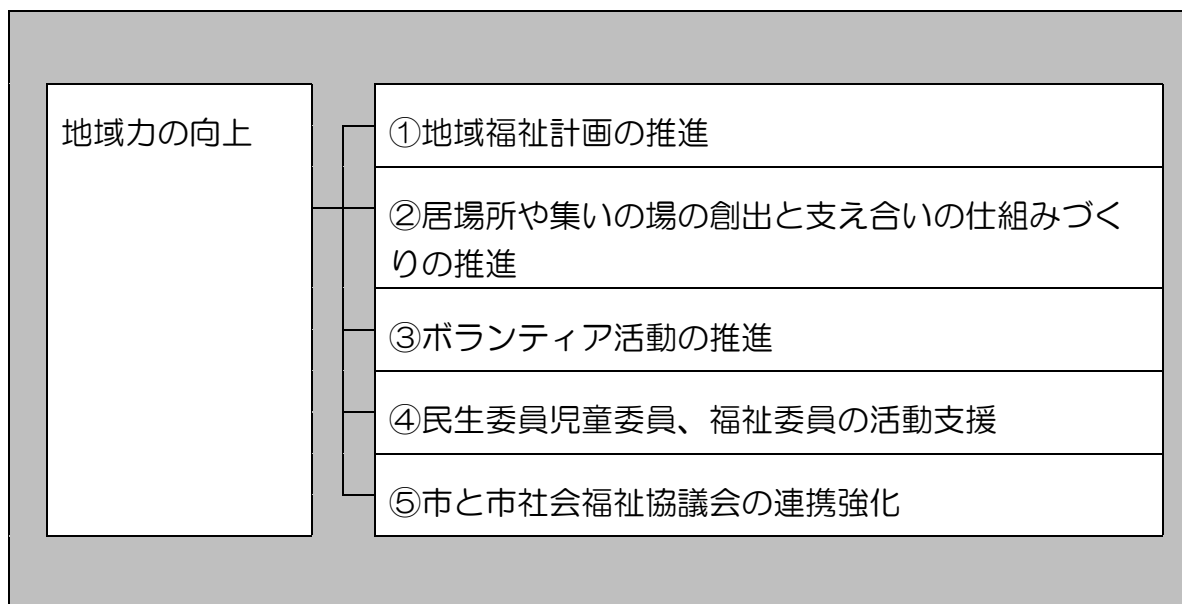 地域力の向上
①地域福祉計画の推進
②居場所や集いの場の創出と支え合いの仕組みづく
りの推進
③ボランティア活動の推進
④民生委員児童委員、福祉委員の活動支援
⑤市と市社会福祉協議会の連携強化